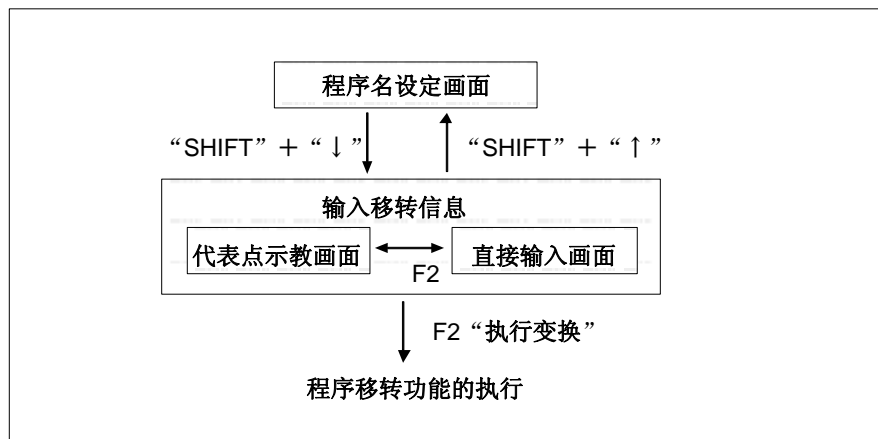 程序名设定画面
“SHIFT”＋“↓” “SHIFT”＋“↑”
输入移转信息
代表点示教画面 直接输入画面
F2
F2“执行变换”
程序移转功能的执行